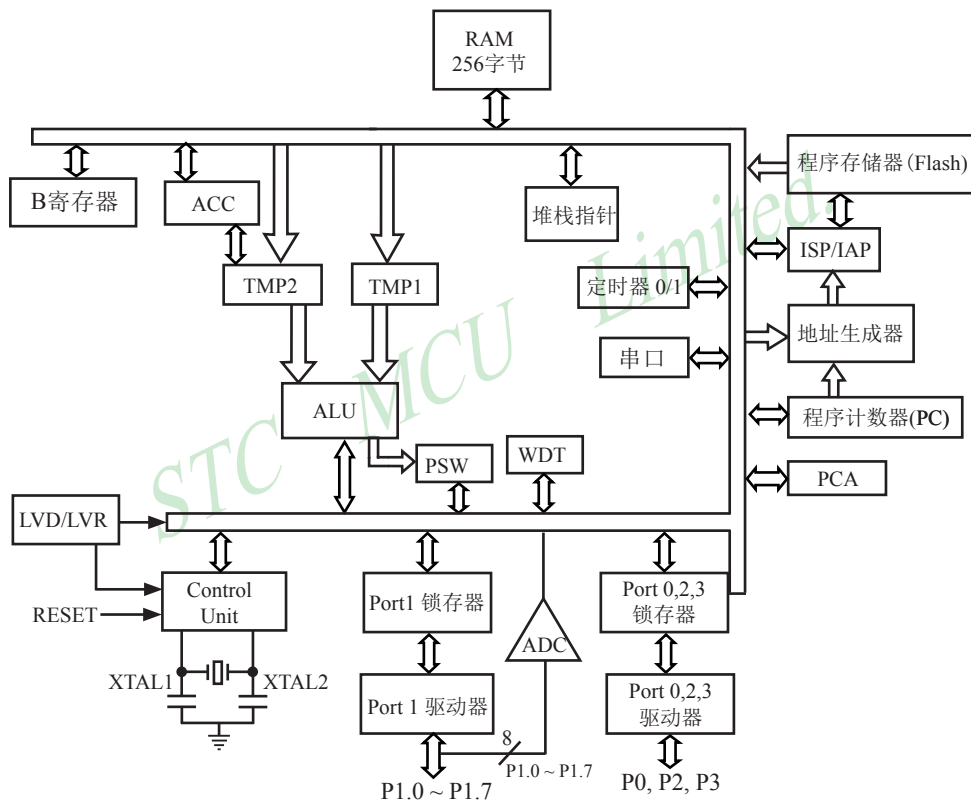 RAM
256字节
B寄存器
ACC
堆栈指针
程序存储器(Flash)
ISP/IAP
TMP2
TMP1
定时器 0/1
地址生成器
串口
ALU
程序计数器(PC)
PSW
WDT
PCA
LVD/LVR
Control
Unit
RESET
Port1 锁存器
ADC
Port 0,2,3
锁存器
XTAL1
XTAL2
Port 1 驱动器
Port 0,2,3
驱动器
8
P1.0 ~ P1.7
P1.0 ~ P1.7
P0, P2, P3
STC MCU Limited.